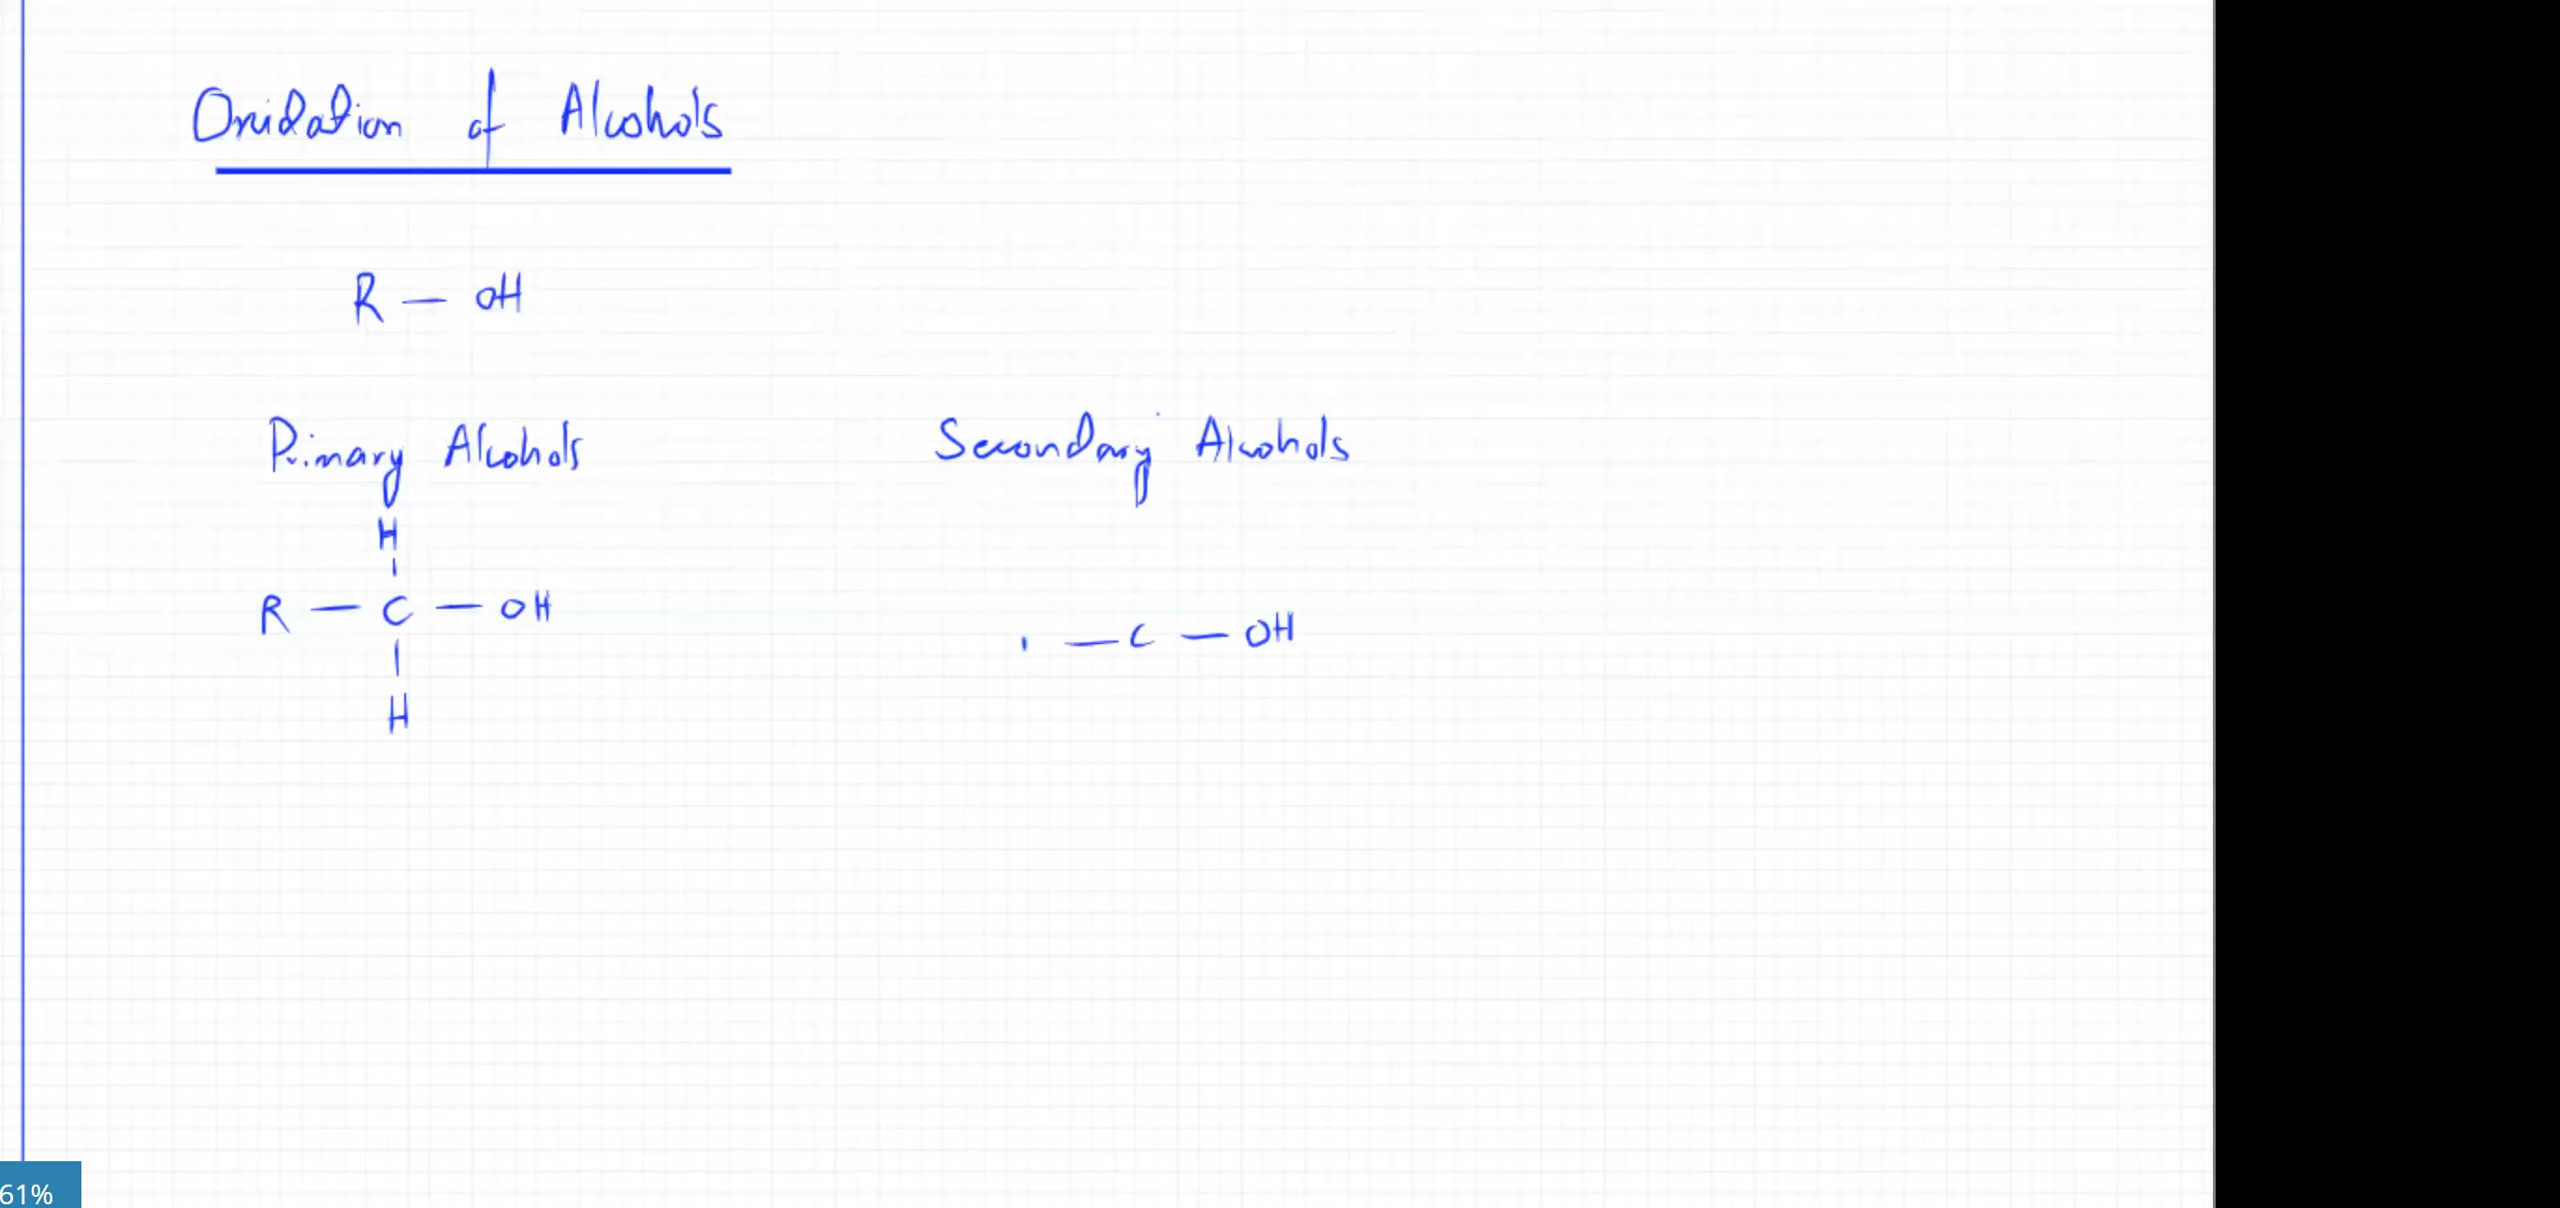 Oxidation of Alcohols
R — OH
Primary Alcohols
Secondary Alcohols
H
|
R — C — OH
|
H
— C — OH
61%